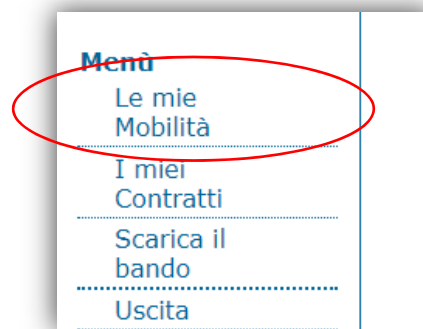 Menù
Le mie
Mobilità
I miei
Contratti
Scarica il
bando
Uscita